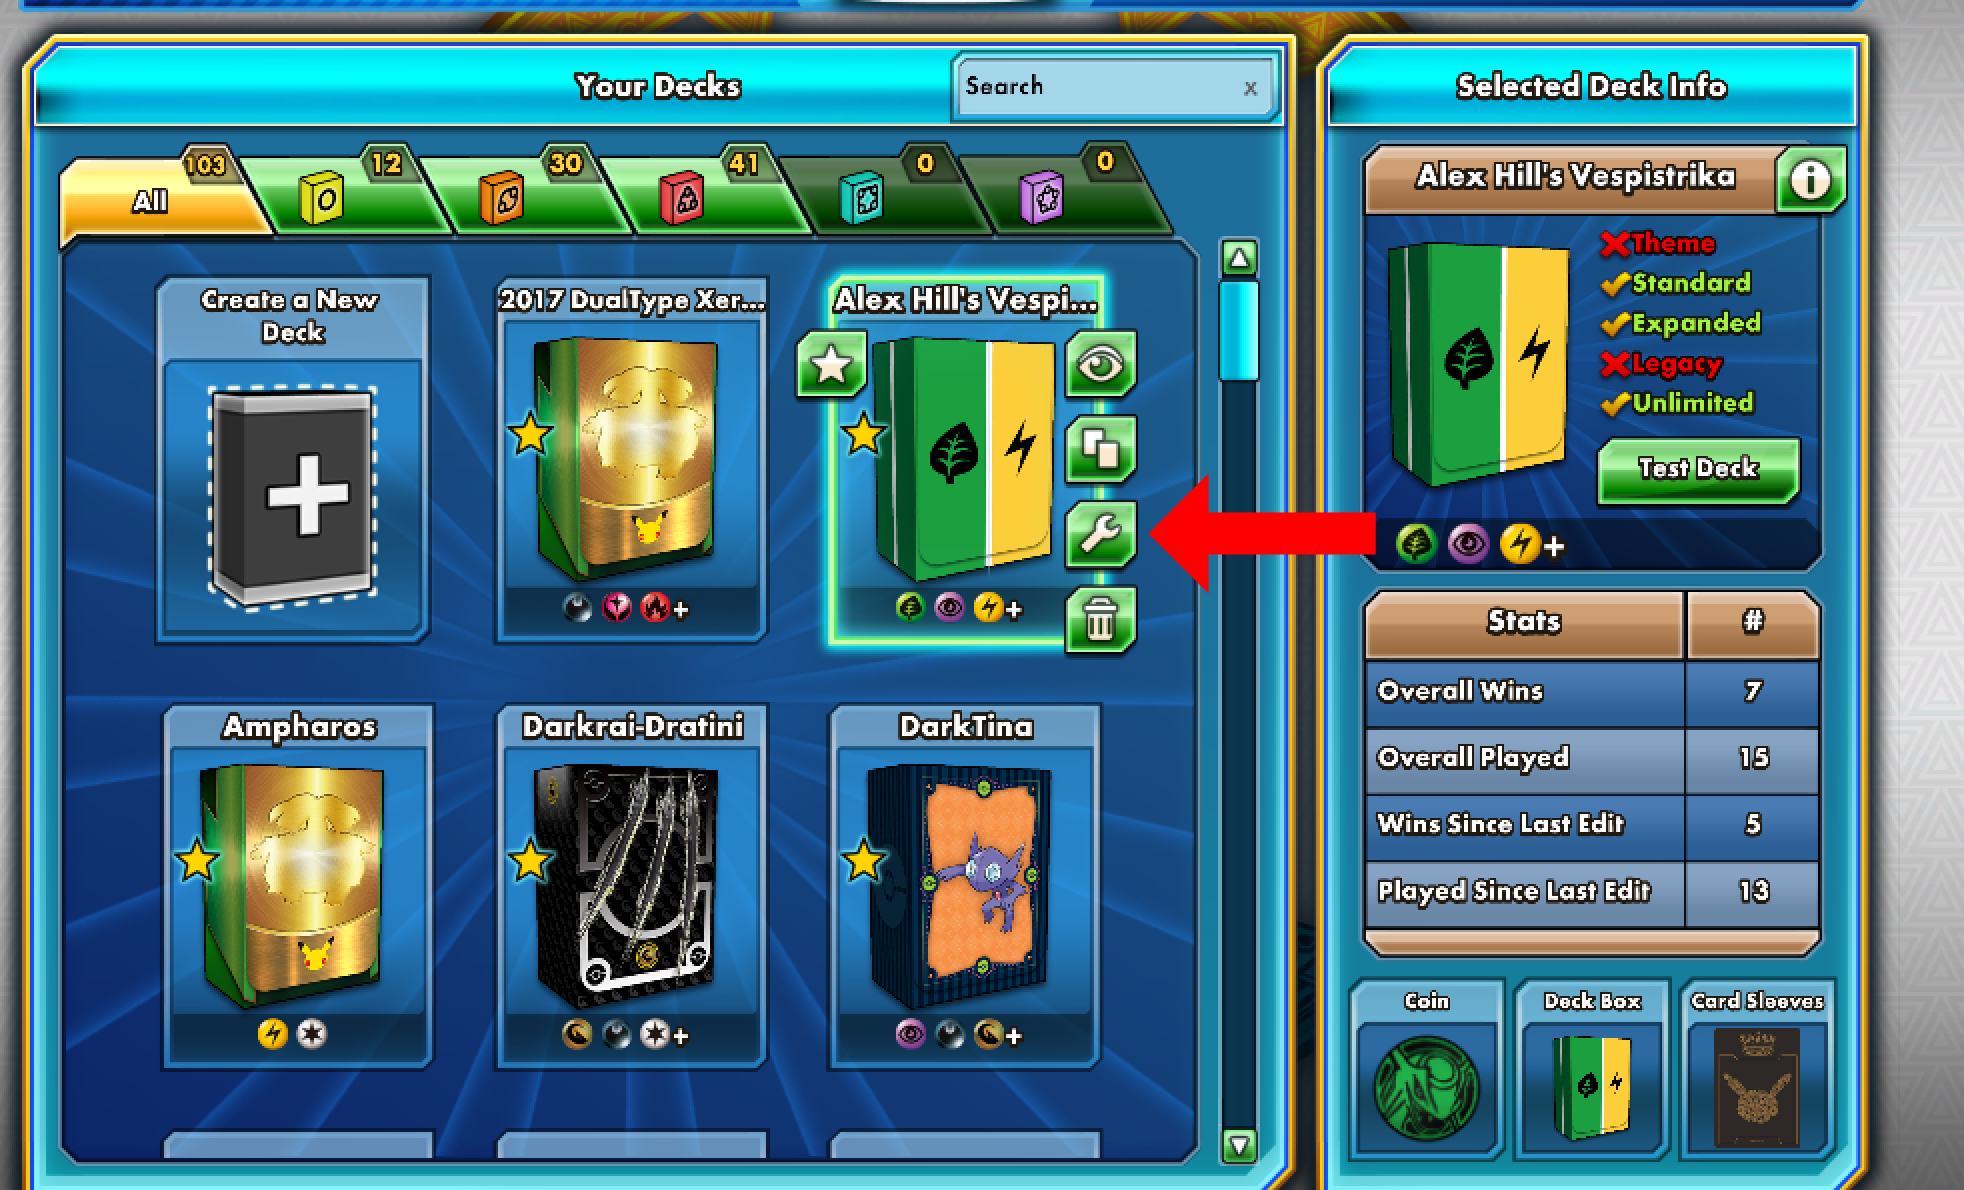 Your Decks
Search
x
All
103
12
30
41
0
0
Create a New
Deck
2017 DualType Xer...
Alex Hill's Vespi...
+
+
Ampharos
Darkrai-Dratini
DarkTina
+
+
Selected Deck Info
Alex Hill's Vespistrika
i
Theme
Standard
Expanded
Legacy
Unlimited
Test Deck
+
Stats #
Overall Wins 7
Overall Played 15
Wins Since Last Edit 5
Played Since Last Edit 13
Coin
Deck Box
Card Sleeves